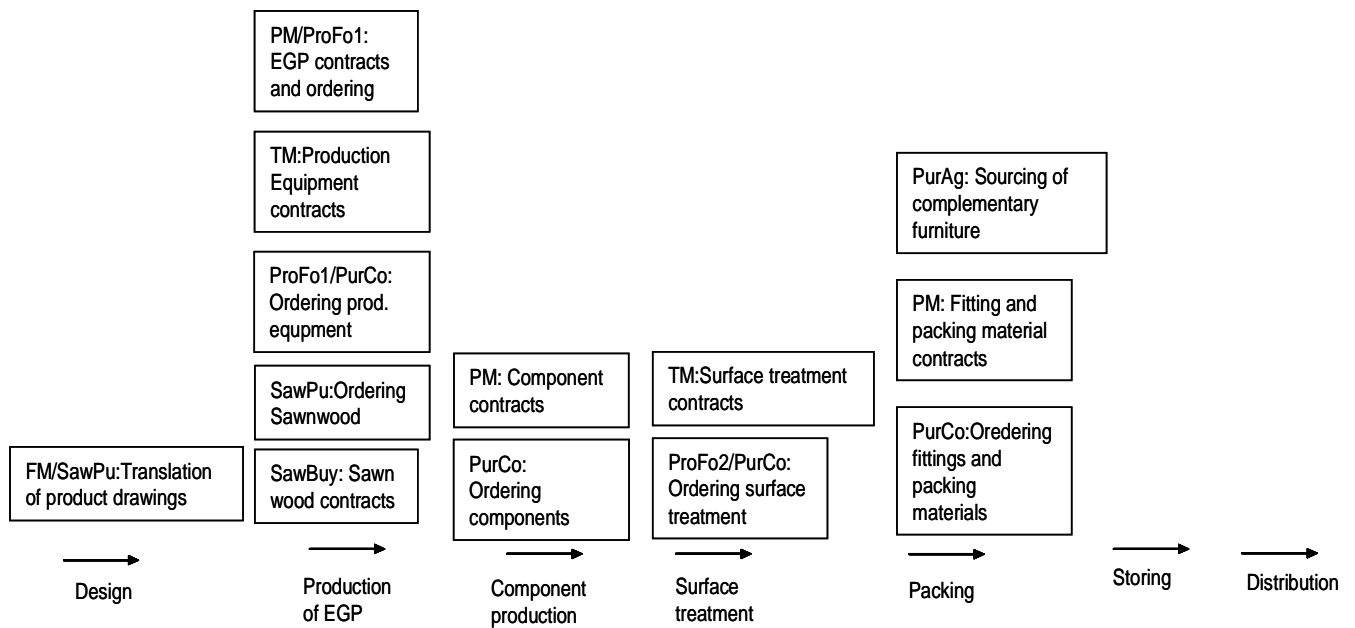 PM/ProFo1:
EGP contracts
and ordering
TM:Production
Equipment
contracts
ProFo1/PurCo:
Ordering prod.
equpment
SawPu:Ordering
Sawnwood
SawBuy: Sawn
wood contracts
FM/SawPu:Translation
of product drawings
PM: Component
contracts
PurCo:
Ordering
components
TM:Surface treatment
contracts
ProFo2/PurCo:
Ordering surface
treatment
PurAg: Sourcing of
complementary
furniture
PM: Fitting and
packing material
contracts
PurCo:Oredering
fittings and
packing
materials
Design
Production
of EGP
Component
production
Surface
treatment
Packing
Storing
Distribution